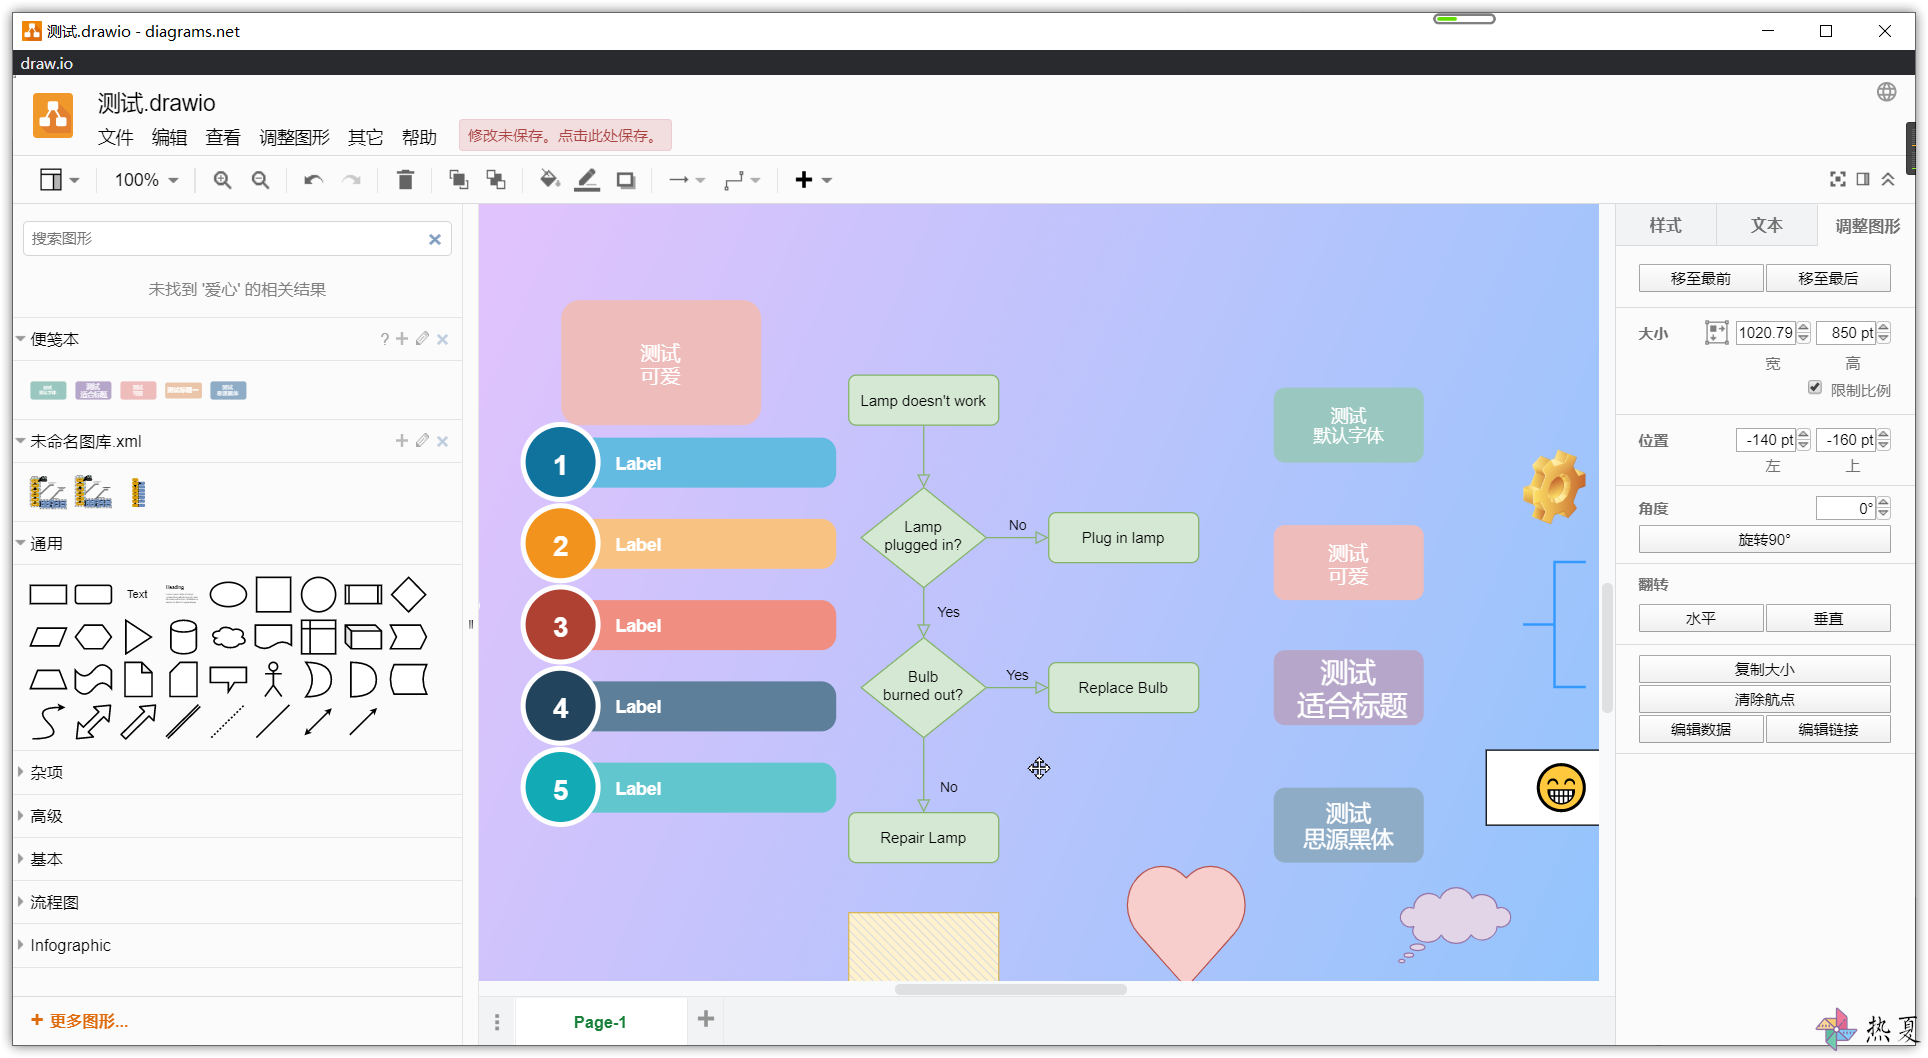 测试.drawio - diagrams.net
draw.io
测试.drawio
文件 编辑 查看 调整图形 其它 帮助 修改未保存。点击此处保存。
100%
搜索图形
未找到 '爱心' 的相关结果
便笺本
?
未命名图库.xml
通用
Text
Heading
杂项
高级
基本
流程图
Infographic
+ 更多图形...
测试
可爱
1 Label
2 Label
3 Label
4 Label
5 Label
Lamp doesn't work
Lamp
plugged in?
No
Plug in lamp
Yes
Bulb
burned out?
Yes
Replace Bulb
No
Repair Lamp
测试
默认字体
测试
可爱
测试
适合标题
测试
思源黑体
Page-1
样式 文本 调整图形
移至最前 移至最后
大小 1020.79 850 pt
宽 高
限制比例
位置 -140 pt -160 pt
左 上
角度 0°
旋转90°
翻转
水平 垂直
复制大小
清除航点
编辑数据 编辑链接
热夏